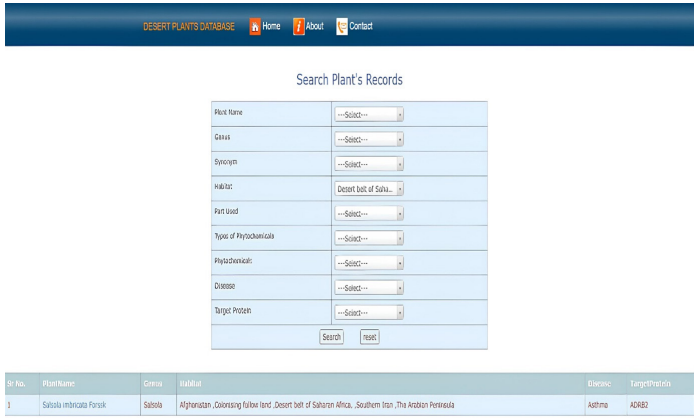 DESERT PLANTS DATABASE Home About Contact
Search Plant's Records
Plant Name ---Select---
Genus ---Select---
Synonym ---Select---
Habitat Desert belt of Saha...
Part Used ---Select---
Types of Phytochemicals ---Select---
Phytochemicals ---Select---
Disease ---Select---
Target Protein ---Select---
Search reset
Sr No. PlantName Genus Habitat Disease TargetProtein
1 Salsola imbricata Forssk Salsola Afghanistan ,Colonising fallow land ,Desert belt of Saharan Africa, ,Southern Iran ,The Arabian Peninsula Asthma ADRB2